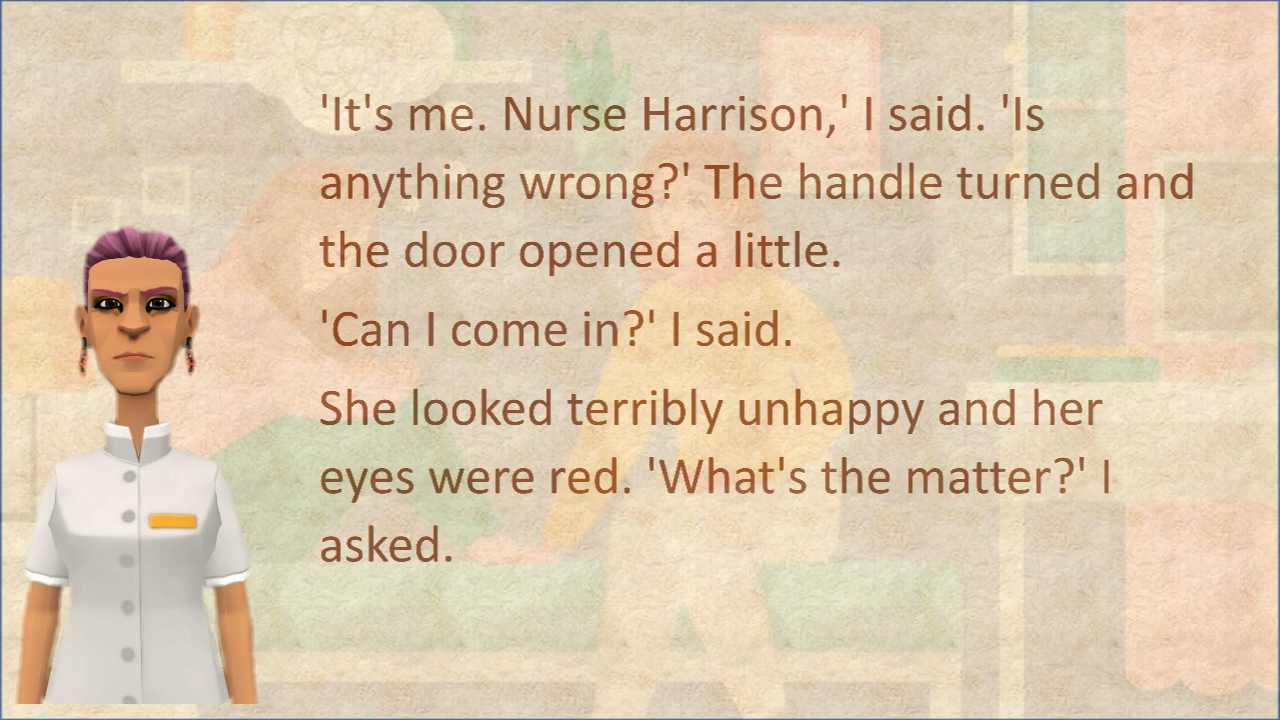 'It's me. Nurse Harrison,' I said. 'Is
anything wrong?' The handle turned and
the door opened a little.
'Can I come in?' I said.
She looked terribly unhappy and her
eyes were red. 'What's the matter?' I
asked.